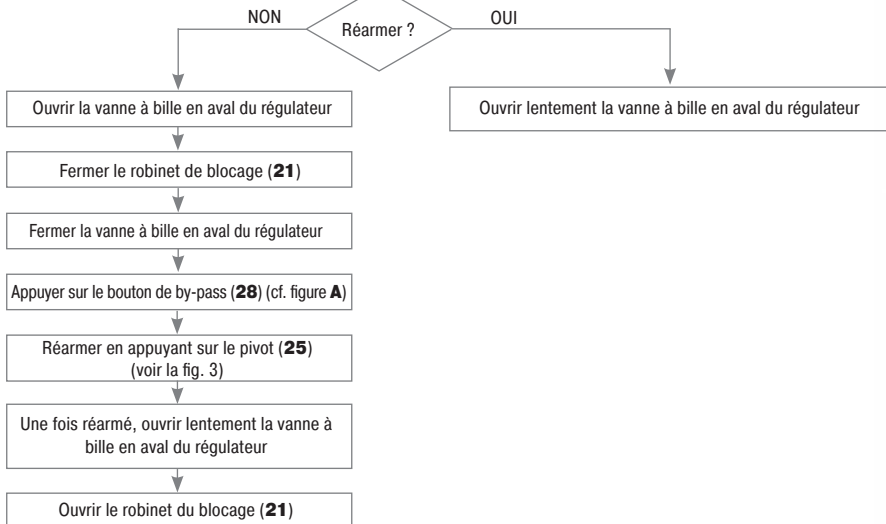 NON
Réarmer ?
OUI
Ouvrir la vanne à bille en aval du régulateur
Ouvrir lentement la vanne à bille en aval du régulateur
Fermer le robinet de blocage (21)
Fermer la vanne à bille en aval du régulateur
Appuyer sur le bouton de by-pass (28) (cf. figure A)
Réarmer en appuyant sur le pivot (25)
(voir la fig. 3)
Une fois réarmé, ouvrir lentement la vanne à
bille en aval du régulateur
Ouvrir le robinet du blocage (21)